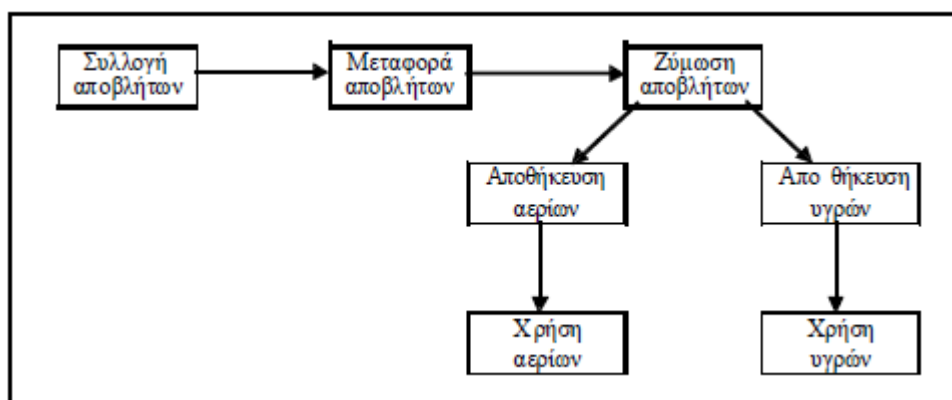 Συλλογή
αποβλήτων
Μεταφορά
αποβλήτων
Ζύμωση
αποβλήτων
Αποθήκευση
αερίων
Απο θήκευση
υγρών
Χρήση
αερίων
Χρήση
υγρών